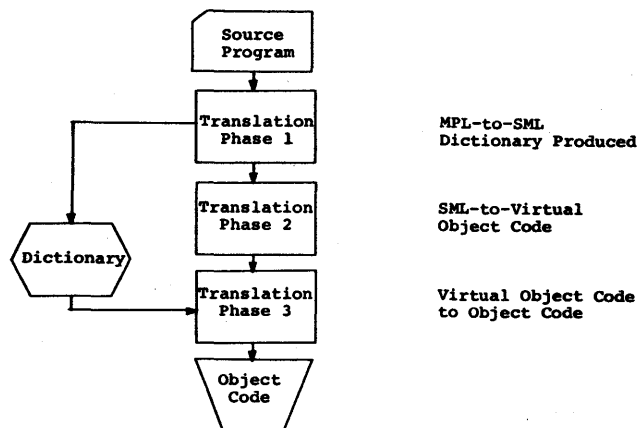 Source
Program
Translation
Phase 1
MPL-to-SML
Dictionary Produced
Translation
Phase 2
SML-to-Virtual
Object Code
Dictionary
Translation
Phase 3
Virtual Object Code
to Object Code
Object
Code